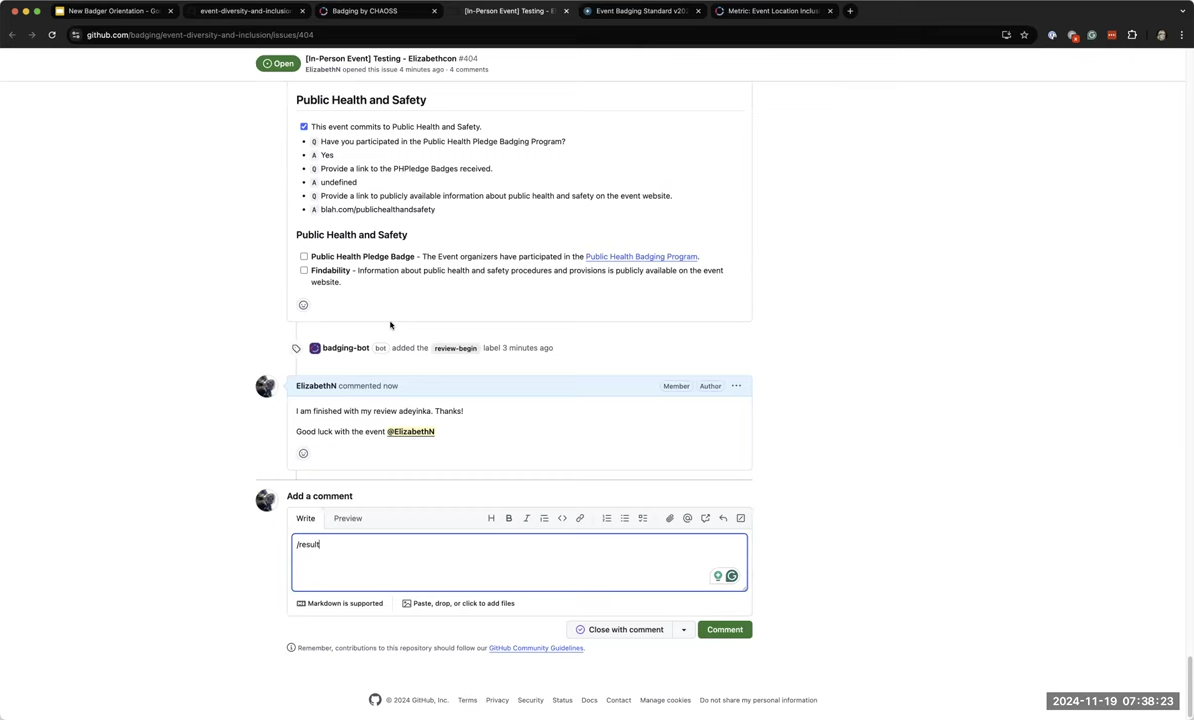 New Badger Orientation - Go
event-diversity-and-inclusion
Badging by CHAOSS
[In-Person Event] Testing - E
Event Badging Standard v202
Metric: Event Location Inclus
github.com/badging/event-diversity-and-inclusion/issues/404
Open
[In-Person Event] Testing - Elizabethcon #404
ElizabethN opened this issue 4 minutes ago · 4 comments
Public Health and Safety
This event commits to Public Health and Safety.
Q Have you participated in the Public Health Pledge Badging Program?
A Yes
Q Provide a link to the PHPledge Badges received.
A undefined
Q Provide a link to publicly available information about public health and safety on the event website.
A blah.com/publichealthandsafety
Public Health and Safety
Public Health Pledge Badge - The Event organizers have participated in the Public Health Badging Program.
Findability - Information about public health and safety procedures and provisions is publicly available on the event
website.
badging-bot bot added the review-begin label 3 minutes ago
ElizabethN commented now
Member
Author
I am finished with my review adeyinka. Thanks!
Good luck with the event @ElizabethN
Add a comment
Write
Preview
/result
Markdown is supported
Paste, drop, or click to add files
Close with comment
Comment
Remember, contributions to this repository should follow our GitHub Community Guidelines.
© 2024 GitHub, Inc. Terms Privacy Security Status Docs Contact Manage cookies Do not share my personal information
2024-11-19 07:38:23